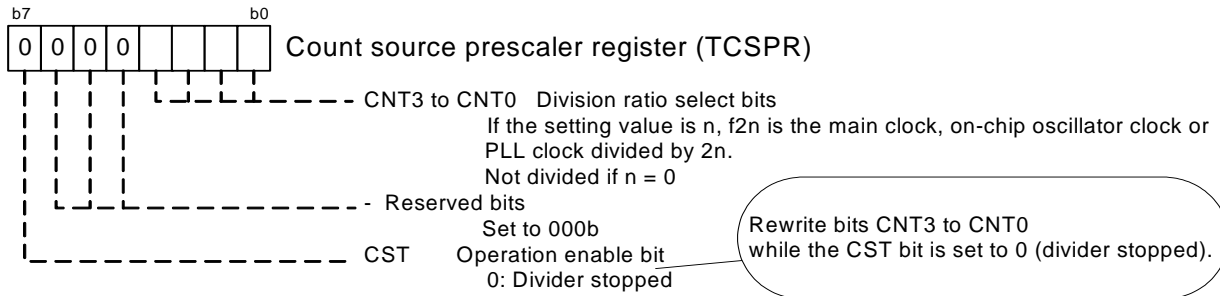 b7 b0
0 0 0 0 Count source prescaler register (TCSPR)
CNT3 to CNT0 Division ratio select bits
If the setting value is n, f2n is the main clock, on-chip oscillator clock or
PLL clock divided by 2n.
Not divided if n = 0
- Reserved bits
Set to 000b
CST Operation enable bit
0: Divider stopped
Rewrite bits CNT3 to CNT0
while the CST bit is set to 0 (divider stopped).